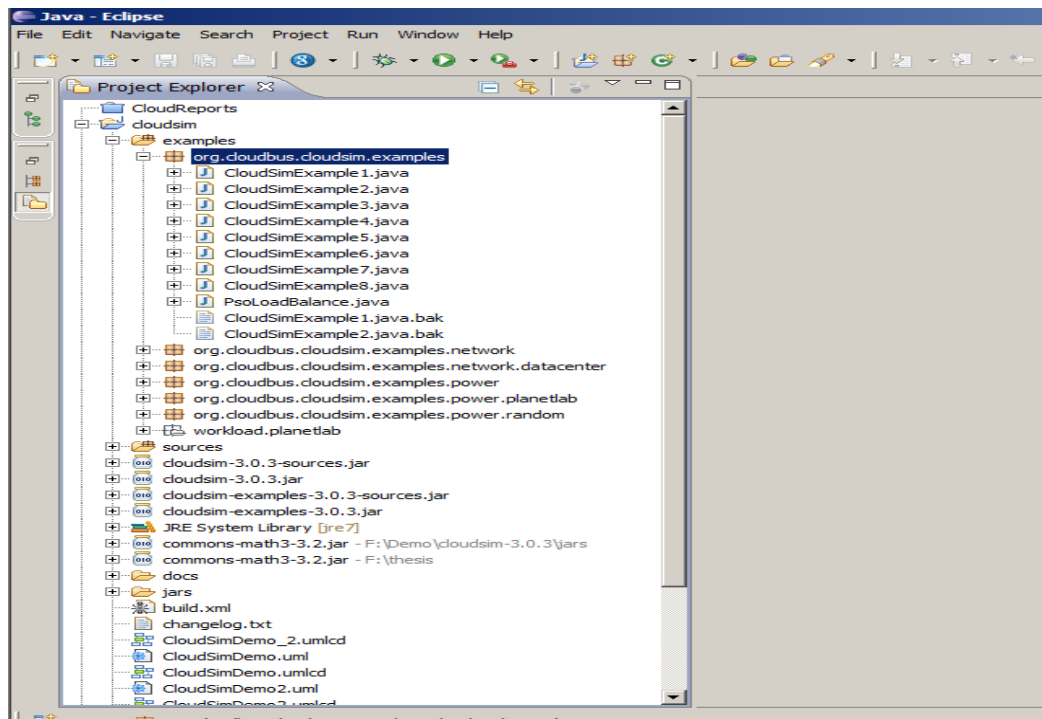 Java - Eclipse
File Edit Navigate Search Project Run Window Help
Project Explorer
CloudReports
cloudsim
examples
org.cloudbus.cloudsim.examples
CloudSimExample1.java
CloudSimExample2.java
CloudSimExample3.java
CloudSimExample4.java
CloudSimExample5.java
CloudSimExample6.java
CloudSimExample7.java
CloudSimExample8.java
PsoLoadBalance.java
CloudSimExample1.java.bak
CloudSimExample2.java.bak
org.cloudbus.cloudsim.examples.network
org.cloudbus.cloudsim.examples.network.datacenter
org.cloudbus.cloudsim.examples.power
org.cloudbus.cloudsim.examples.power.planetlab
org.cloudbus.cloudsim.examples.power.random
workload.planetlab
sources
cloudsim-3.0.3-sources.jar
cloudsim-3.0.3.jar
cloudsim-examples-3.0.3-sources.jar
cloudsim-examples-3.0.3.jar
JRE System Library [jre7]
commons-math3-3.2.jar - F:\Demo\cloudsim-3.0.3\jars
commons-math3-3.2.jar - F:\thesis
docs
jars
build.xml
changelog.txt
CloudSimDemo_2.umlcd
CloudSimDemo.uml
CloudSimDemo.umlcd
CloudSimDemo2.uml
CloudSimDemo2.umlcd